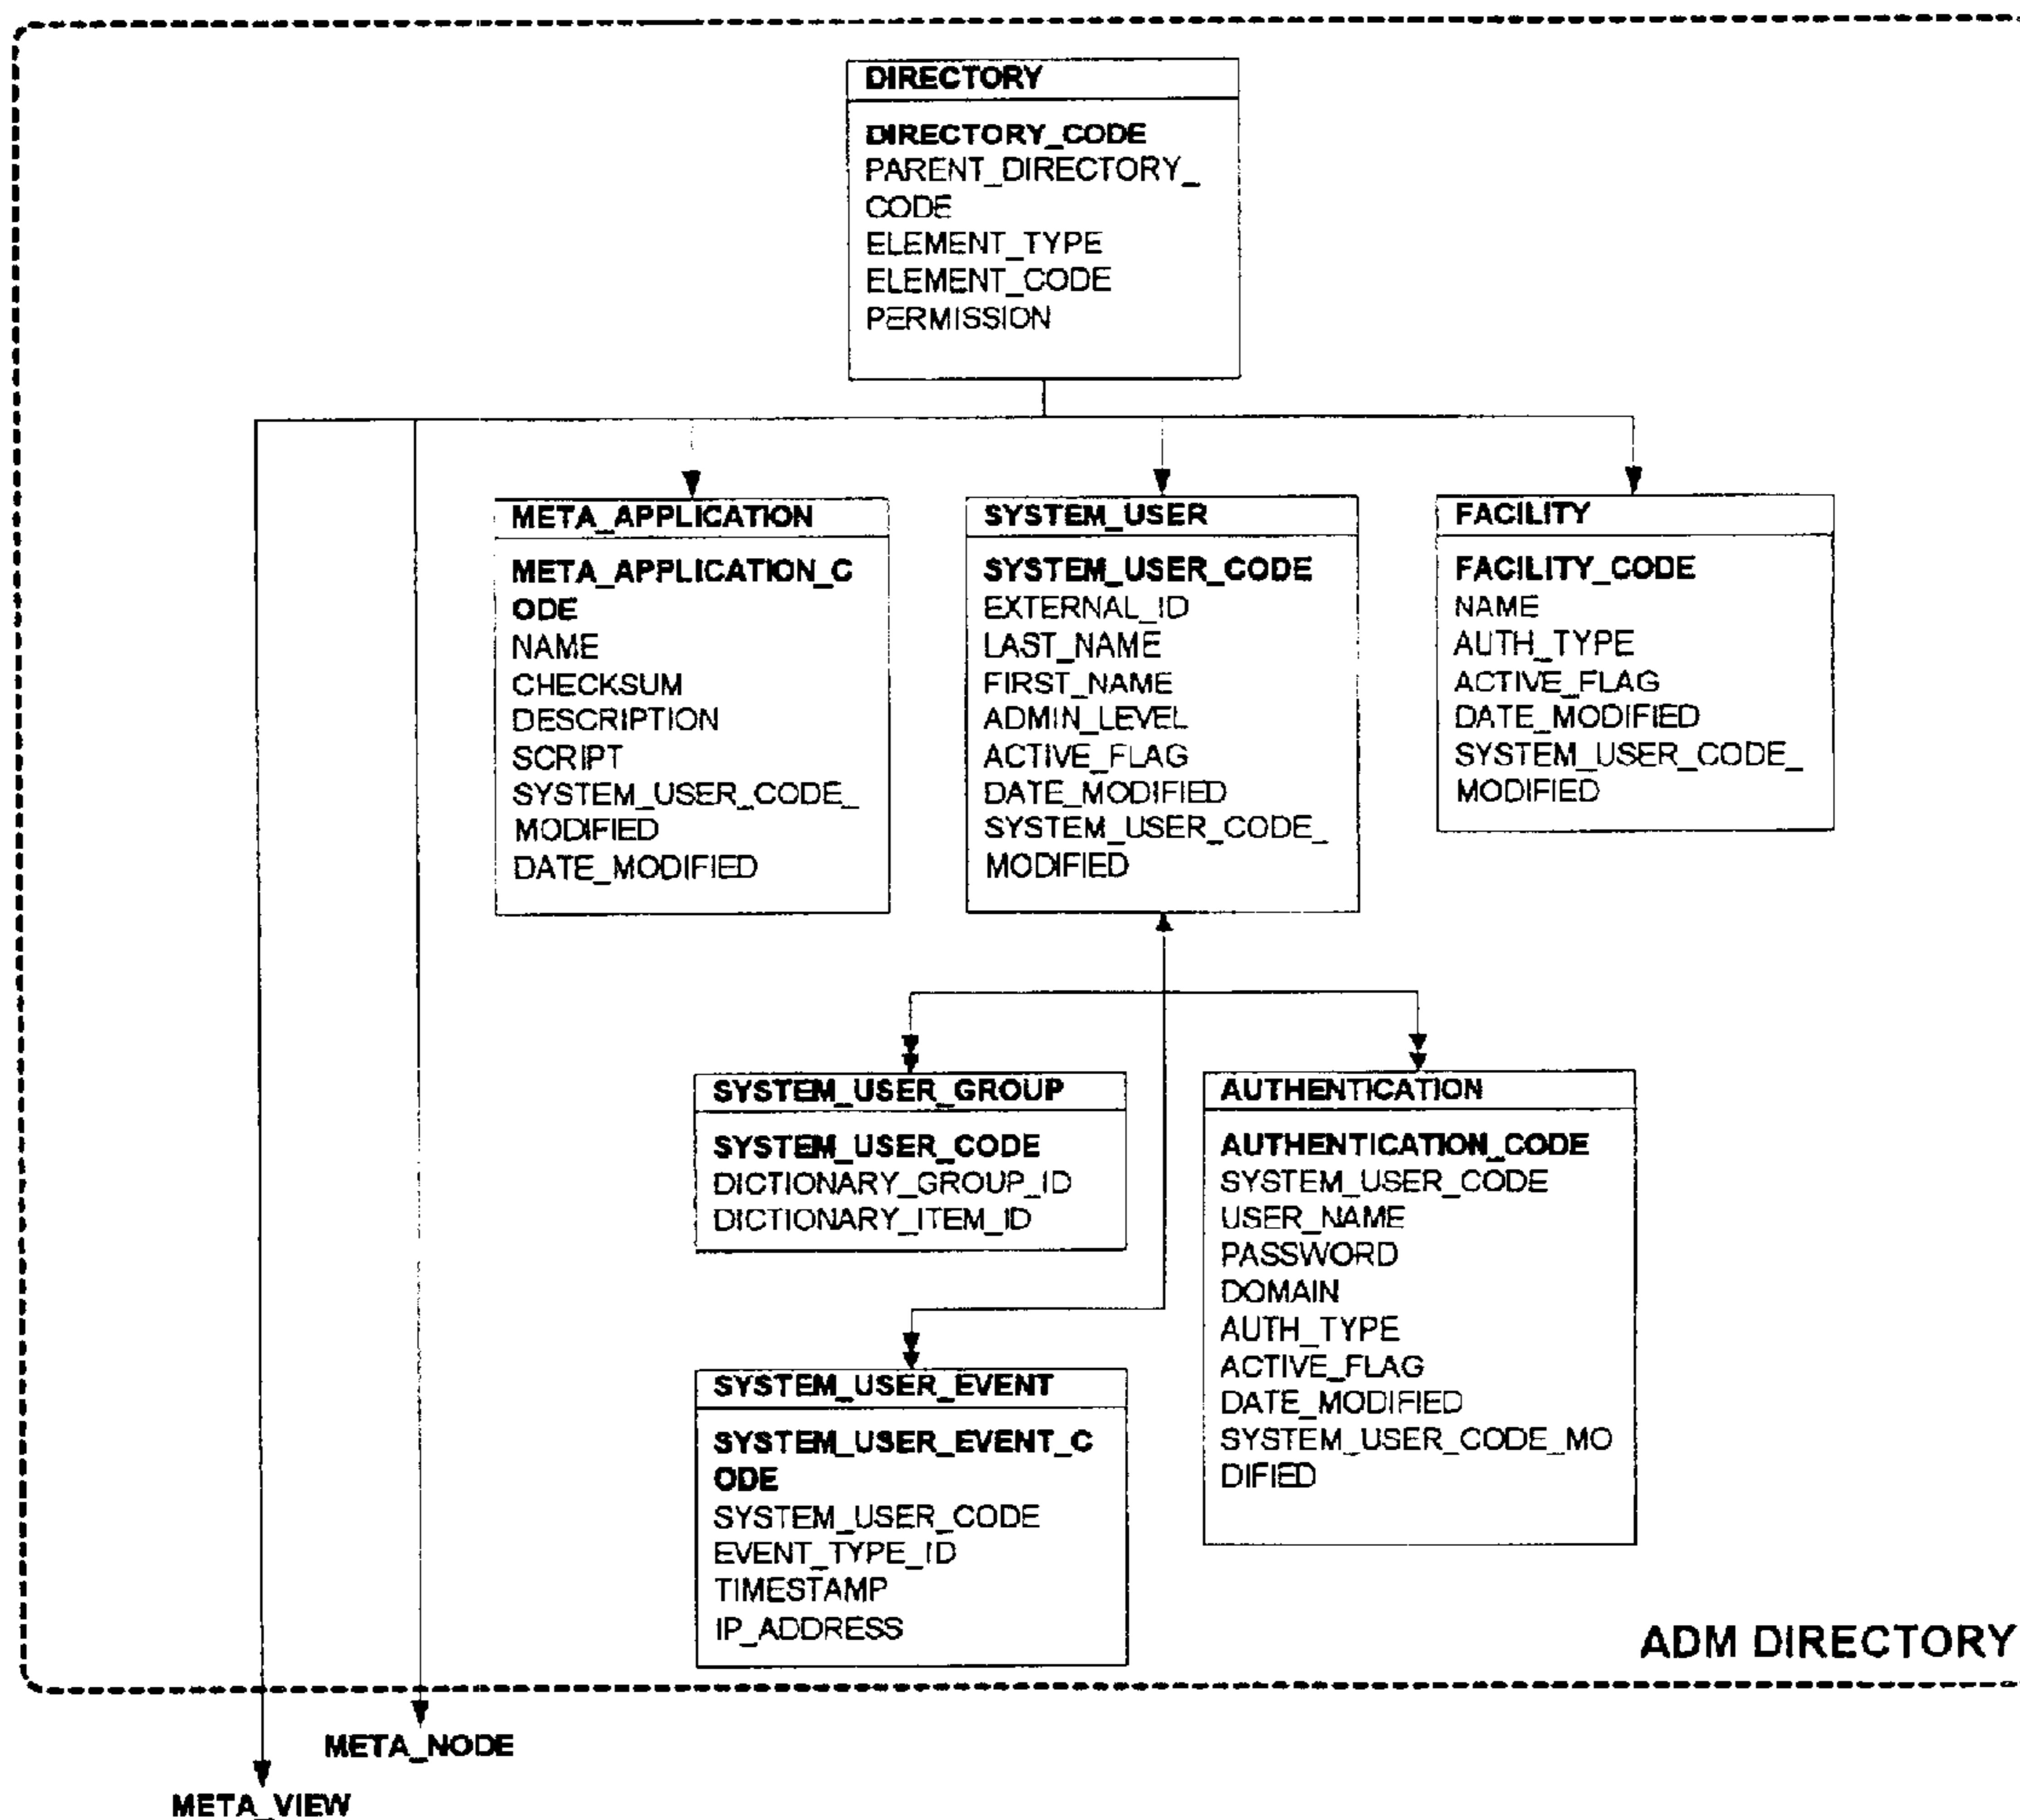 DIRECTORY
DIRECTORY_CODE
PARENT_DIRECTORY_
CODE
ELEMENT_TYPE
ELEMENT_CODE
PERMISSION
META_APPLICATION
META_APPLICATION_C
ODE
NAME
CHECKSUM
DESCRIPTION
SCRIPT
SYSTEM_USER_CODE_
MODIFIED
DATE_MODIFIED
SYSTEM_USER
SYSTEM_USER_CODE
EXTERNAL_ID
LAST_NAME
FIRST_NAME
ADMIN_LEVEL
ACTIVE_FLAG
DATE_MODIFIED
SYSTEM_USER_CODE_
MODIFIED
FACILITY
FACILITY_CODE
NAME
AUTH_TYPE
ACTIVE_FLAG
DATE_MODIFIED
SYSTEM_USER_CODE_
MODIFIED
SYSTEM_USER_GROUP
SYSTEM_USER_CODE
DICTIONARY_GROUP_ID
DICTIONARY_ITEM_ID
AUTHENTICATION
AUTHENTICATION_CODE
SYSTEM_USER_CODE
USER_NAME
PASSWORD
DOMAIN
AUTH_TYPE
ACTIVE_FLAG
DATE_MODIFIED
SYSTEM_USER_CODE_MO
DIFIED
SYSTEM_USER_EVENT
SYSTEM_USER_EVENT_C
ODE
SYSTEM_USER_CODE
EVENT_TYPE_ID
TIMESTAMP
IP_ADDRESS
ADM DIRECTORY
META_NODE
META_VIEW